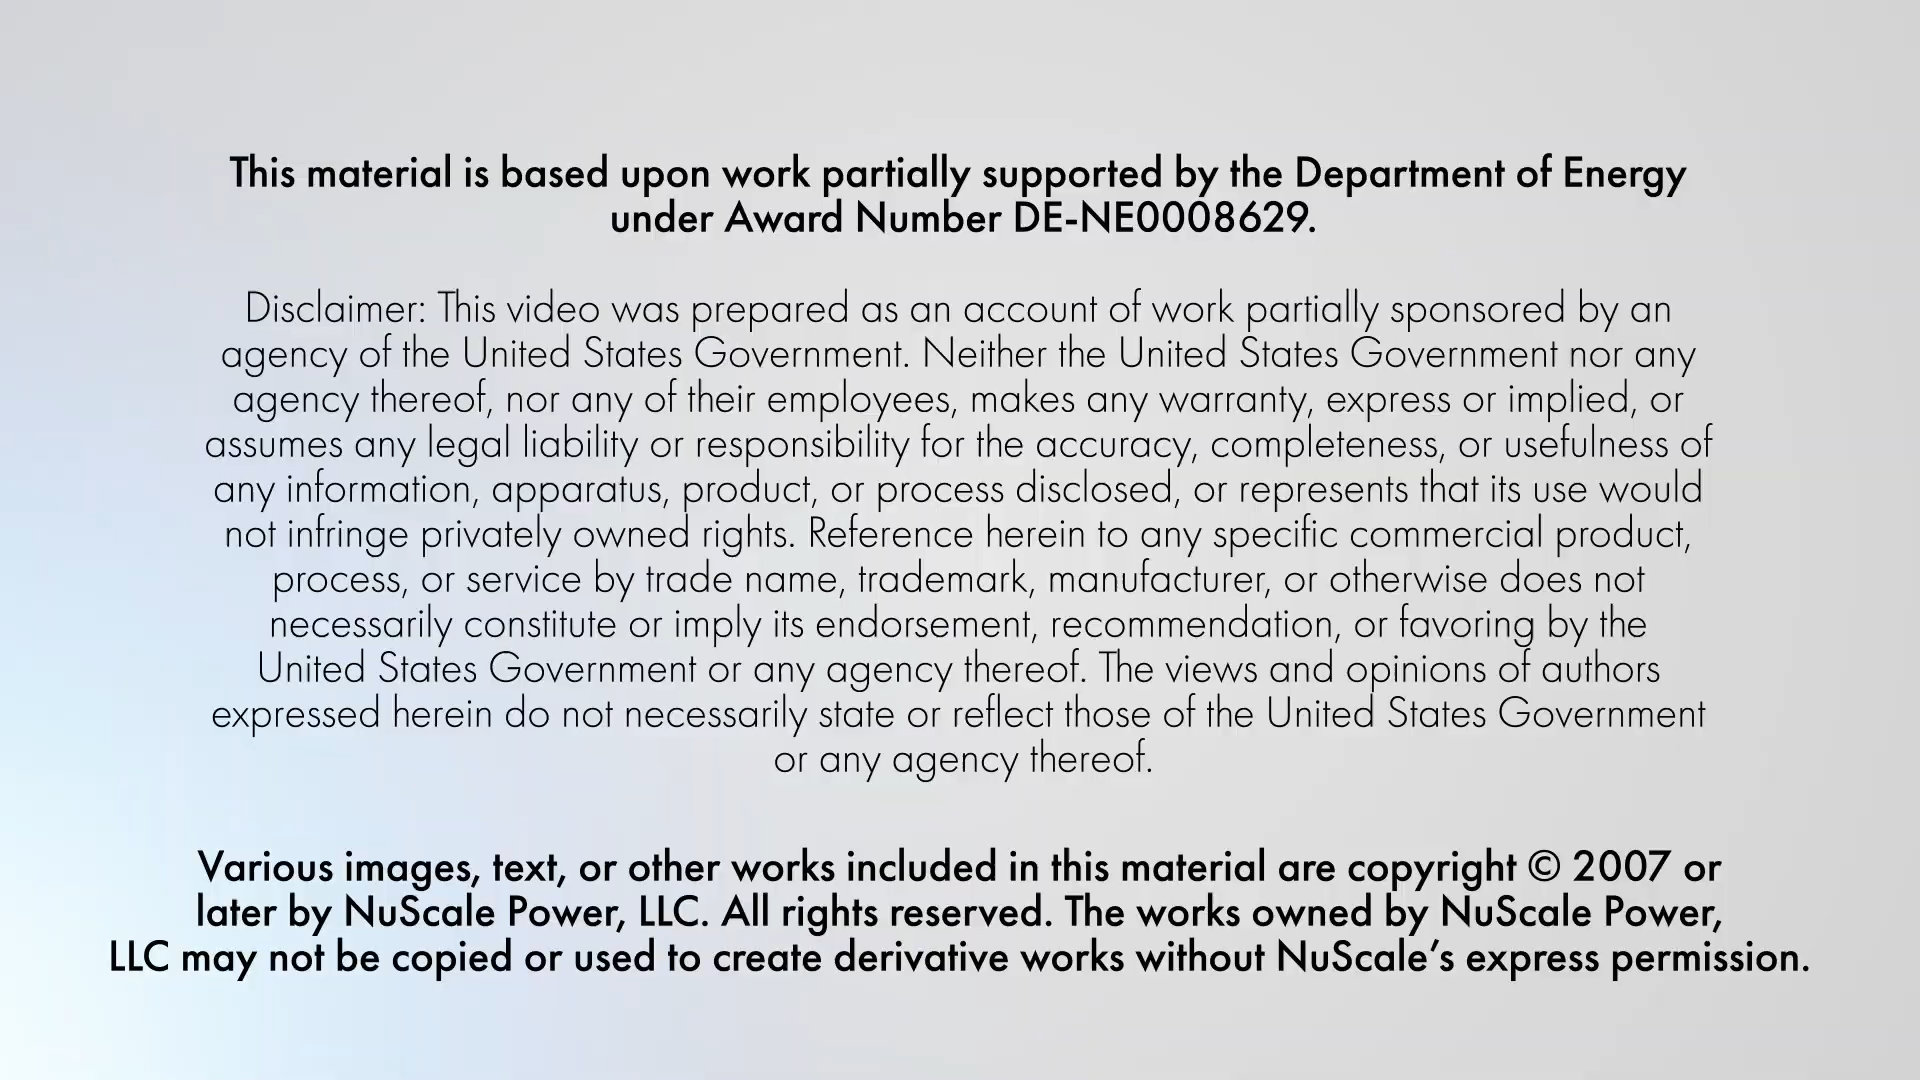 This material is based upon work partially supported by the Department of Energy
under Award Number DE-NE0008629.
Disclaimer: This video was prepared as an account of work partially sponsored by an
agency of the United States Government. Neither the United States Government nor any
agency thereof, nor any of their employees, makes any warranty, express or implied, or
assumes any legal liability or responsibility for the accuracy, completeness, or usefulness of
any information, apparatus, product, or process disclosed, or represents that its use would
not infringe privately owned rights. Reference herein to any specific commercial product,
process, or service by trade name, trademark, manufacturer, or otherwise does not
necessarily constitute or imply its endorsement, recommendation, or favoring by the
United States Government or any agency thereof. The views and opinions of authors
expressed herein do not necessarily state or reflect those of the United States Government
or any agency thereof.
Various images, text, or other works included in this material are copyright © 2007 or
later by NuScale Power, LLC. All rights reserved. The works owned by NuScale Power,
LLC may not be copied or used to create derivative works without NuScale’s express permission.